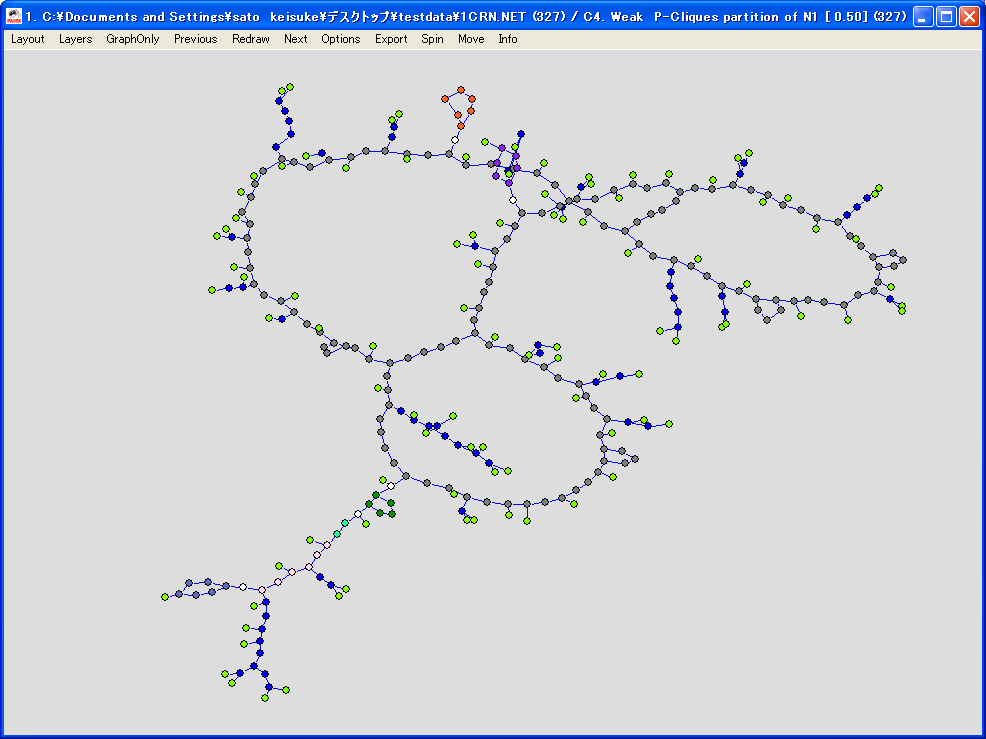 1. C:¥Documents and Settings¥sato keisuke¥デスクトップ¥testdata¥1CRN.NET (327) / C4. Weak P-Cliques partition of N1 [ 0.50] (327)
Layout Layers GraphOnly Previous Redraw Next Options Export Spin Move Info